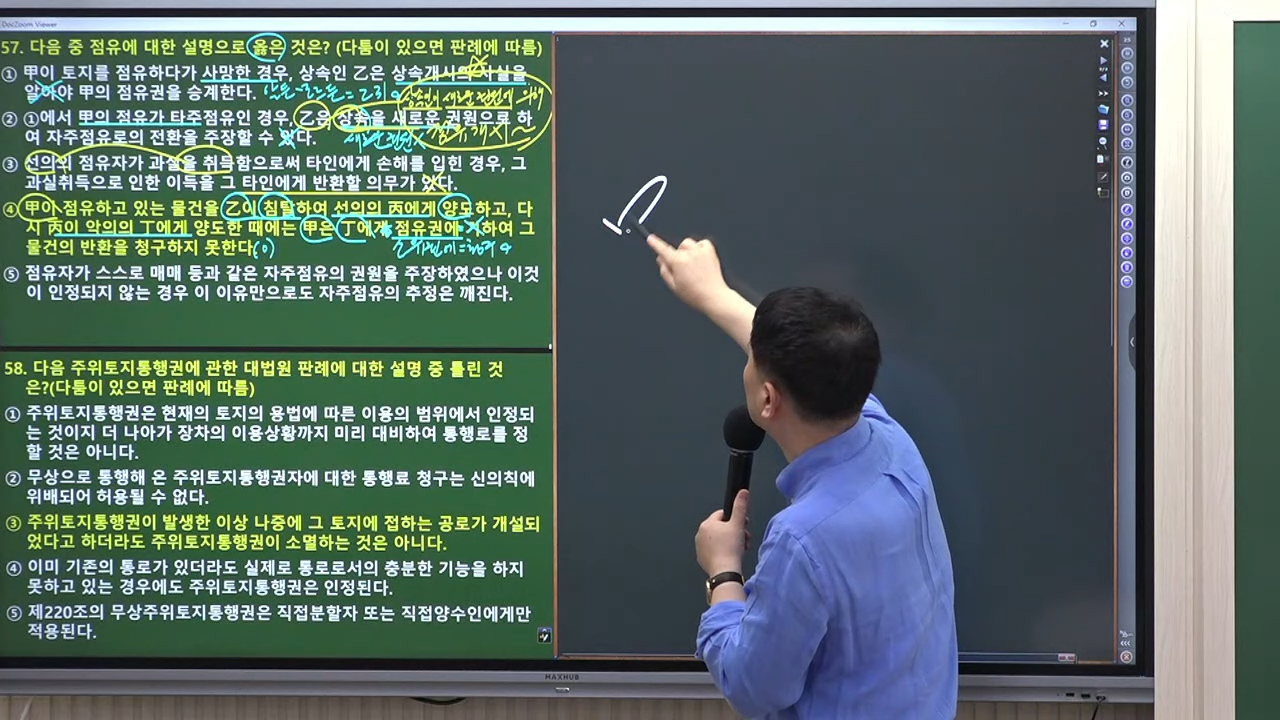 DocZoom Viewer
57. 다음 중 점유에 대한 설명으로 옳은 것은? (다툼이 있으면 판례에 따름)
① 甲이 토지를 점유하다가 사망한 경우, 상속인 乙은 상속개시의 사실을
알아야 甲의 점유권을 승계한다.
상속인이 새로운 권원에 의해
② ①에서 甲의 점유가 타주점유인 경우, 乙은 상속을 새로운 권원으로 하
여 자주점유로의 전환을 주장할 수 있다. 새로운 권원 X
③ 선의의 점유자가 과실을 취득함으로써 타인에게 손해를 입힌 경우, 그
과실취득으로 인한 이득을 그 타인에게 반환할 의무가 있다.
④ 甲이 점유하고 있는 물건을 乙이 침탈하여 선의의 丙에게 양도하고, 다
시 丙이 악의의 丁에게 양도한 때에는 甲은 丁에게 점유권에 기하여 그
물건의 반환을 청구하지 못한다.(O)
⑤ 점유자가 스스로 매매 등과 같은 자주점유의 권원을 주장하였으나 이것
이 인정되지 않는 경우 이 이유만으로도 자주점유의 추정은 깨진다.
58. 다음 주위토지통행권에 관한 대법원 판례에 대한 설명 중 틀린 것
은?(다툼이 있으면 판례에 따름)
① 주위토지통행권은 현재의 토지의 용법에 따른 이용의 범위에서 인정되
는 것이지 더 나아가 장차의 이용상황까지 미리 대비하여 통행로를 정
할 것은 아니다.
② 무상으로 통행해 온 주위토지통행권자에 대한 통행료 청구는 신의칙에
위배되어 허용될 수 없다.
③ 주위토지통행권이 발생한 이상 나중에 그 토지에 접하는 공로가 개설되
었다고 하더라도 주위토지통행권이 소멸하는 것은 아니다.
④ 이미 기존의 통로가 있더라도 실제로 통로로서의 충분한 기능을 하지
못하고 있는 경우에도 주위토지통행권은 인정된다.
⑤ 제220조의 무상주위토지통행권은 직접분할자 또는 직접양수인에게만
적용된다.
MAXHUB